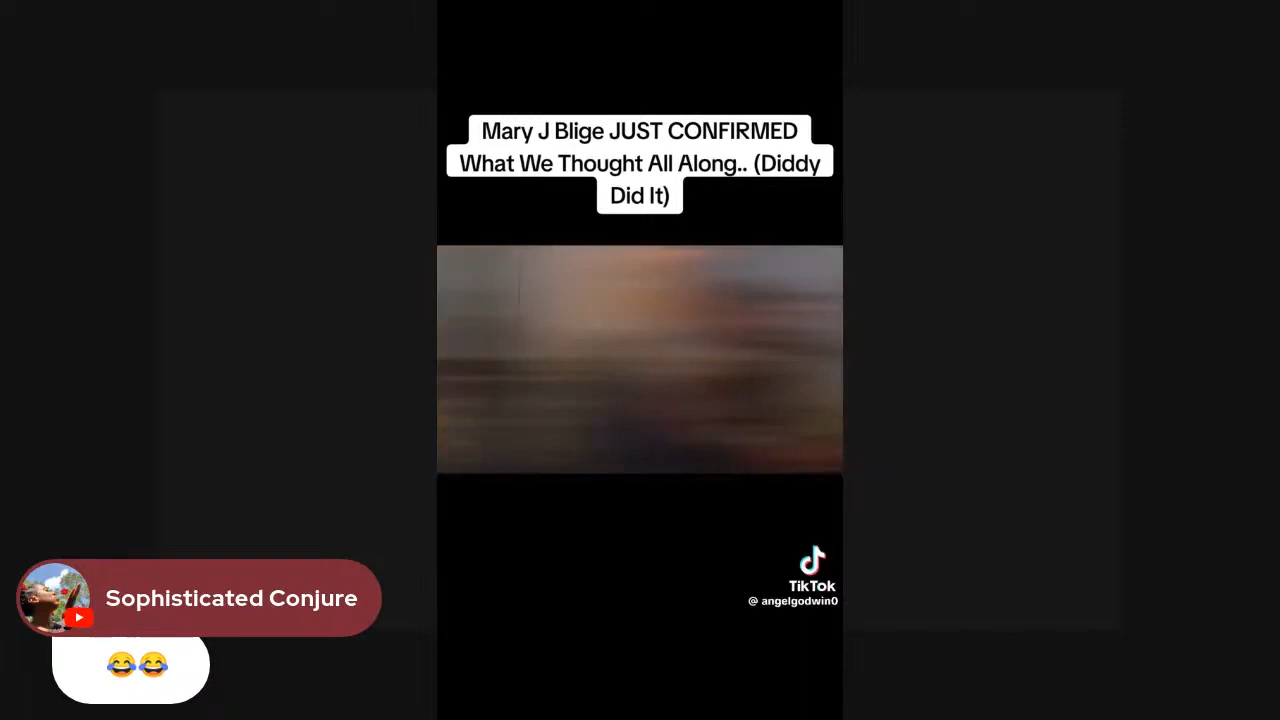 Mary J Blige JUST CONFIRMED
What We Thought All Along.. (Diddy
Did It)
TikTok
@ angelgodwin0
Sophisticated Conjure
😂😂